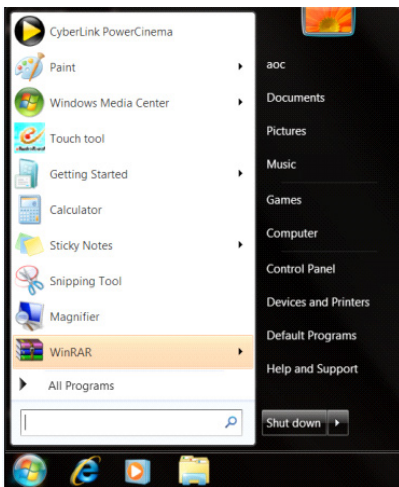 CyberLink PowerCinema
Paint
Windows Media Center
Touch tool
Getting Started
Calculator
Sticky Notes
Snipping Tool
Magnifier
WinRAR
All Programs
aoc
Documents
Pictures
Music
Games
Computer
Control Panel
Devices and Printers
Default Programs
Help and Support
Shut down